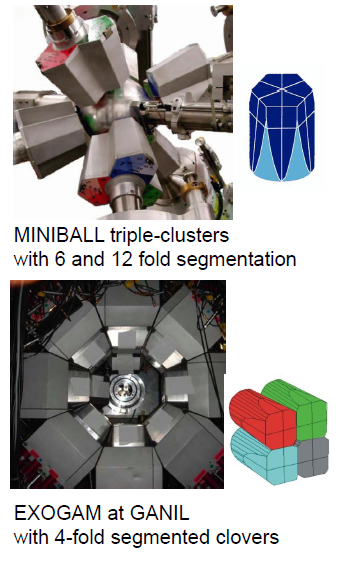 MINIBALL triple-clusters
with 6 and 12 fold segmentation
EXOGAM at GANIL
with 4-fold segmented clovers